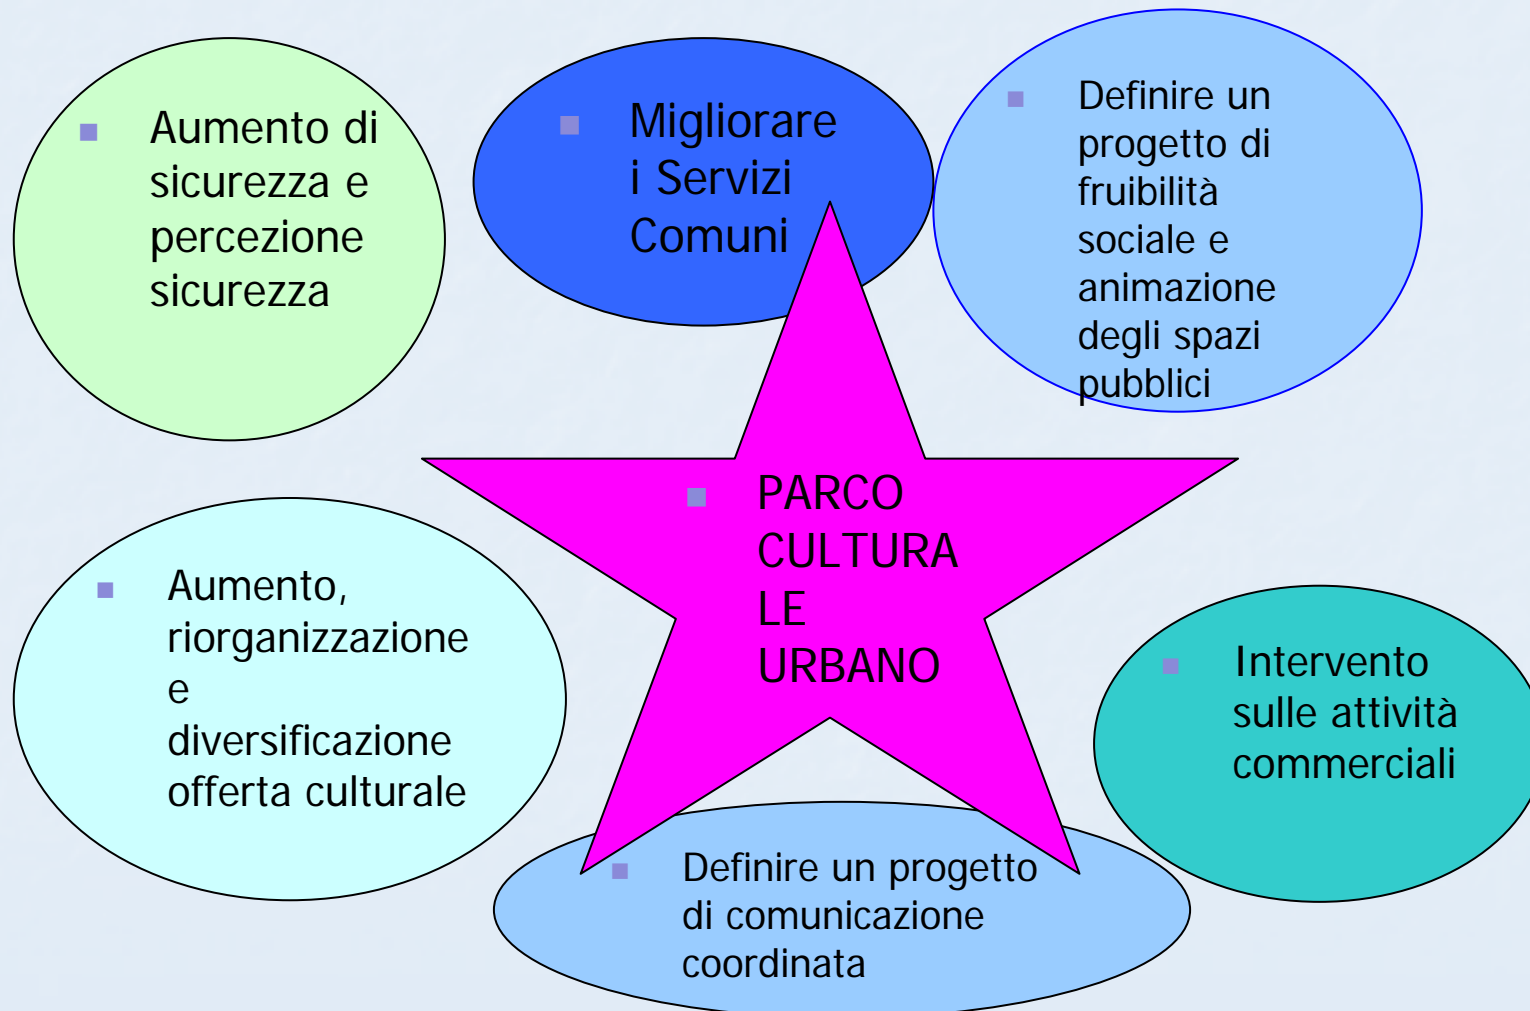 Aumento di
sicurezza e
percezione
sicurezza
Migliorare
i Servizi
Comuni
Definire un
progetto di
fruibilità
sociale e
animazione
degli spazi
pubblici
PARCO
CULTURA
LE
URBANO
Aumento,
riorganizzazione
e
diversificazione
offerta culturale
Intervento
sulle attività
commerciali
Definire un progetto
di comunicazione
coordinata